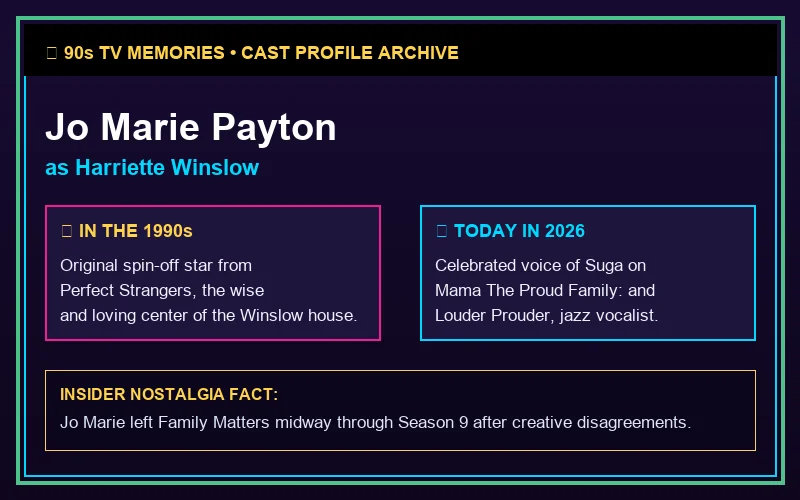 90s TV MEMORIES • CAST PROFILE ARCHIVE
Jo Marie Payton
as Harriette Winslow
IN THE 1990s
Original spin-off star from
Perfect Strangers, the wise
and loving center of the Winslow house.
TODAY IN 2026
Celebrated voice of Suga on
Mama The Proud Family: and
Louder Prouder, jazz vocalist.
INSIDER NOSTALGIA FACT:
Jo Marie left Family Matters midway through Season 9 after creative disagreements.